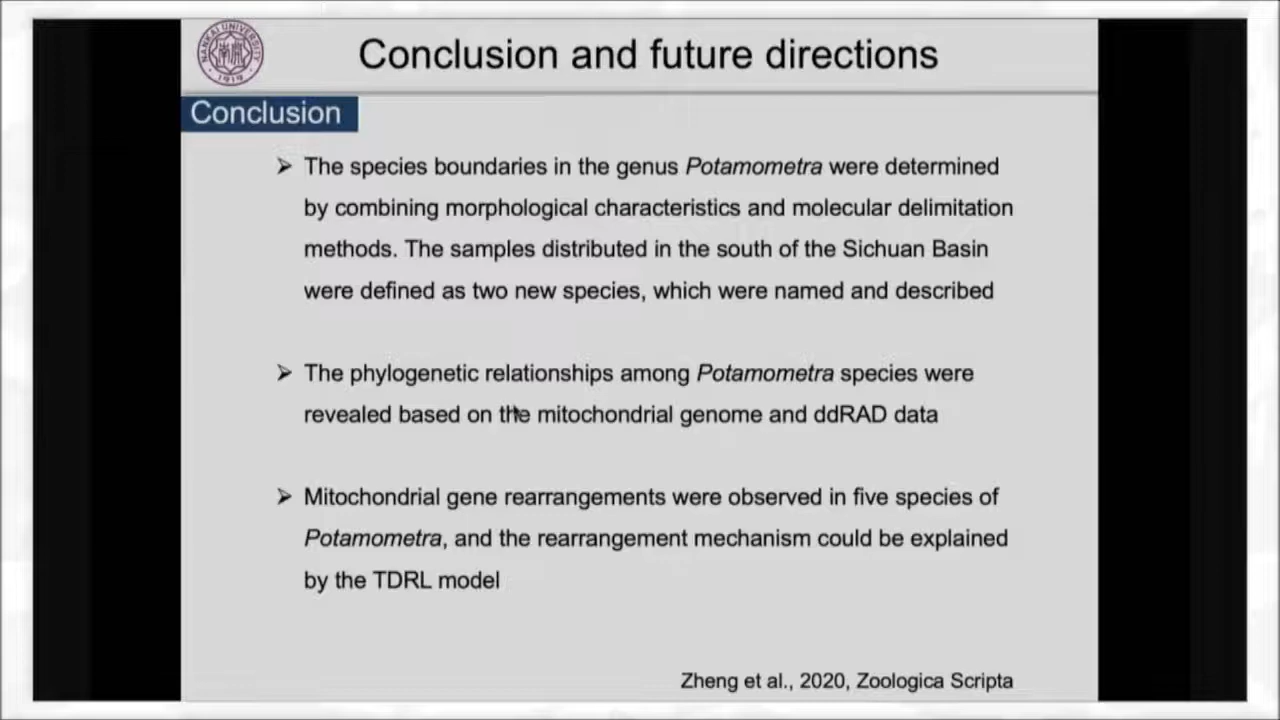 NANKAI UNIVERSITY
1919
Conclusion and future directions
Conclusion
➢ The species boundaries in the genus Potamometra were determined
by combining morphological characteristics and molecular delimitation
methods. The samples distributed in the south of the Sichuan Basin
were defined as two new species, which were named and described
➢ The phylogenetic relationships among Potamometra species were
revealed based on the mitochondrial genome and ddRAD data
➢ Mitochondrial gene rearrangements were observed in five species of
Potamometra, and the rearrangement mechanism could be explained
by the TDRL model
Zheng et al., 2020, Zoologica Scripta